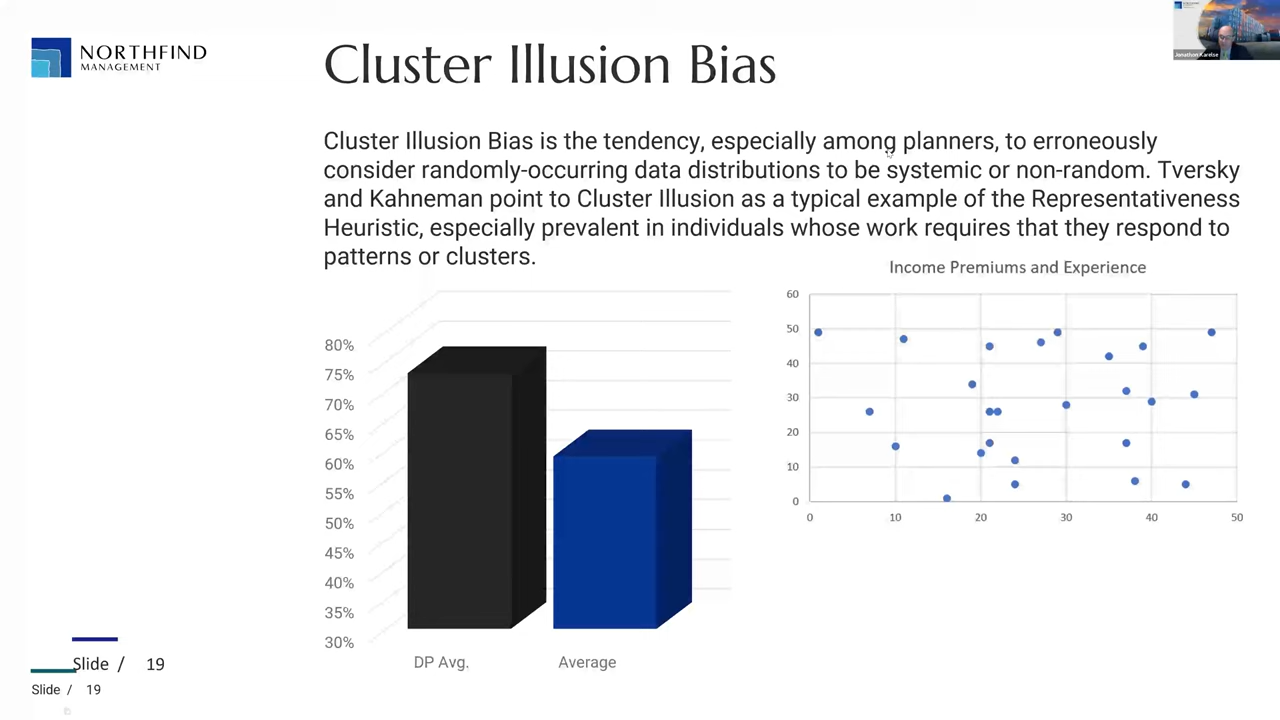 NORTHFIND
MANAGEMENT
Cluster Illusion Bias
Jonathon Karelse
Cluster Illusion Bias is the tendency, especially among planners, to erroneously
consider randomly-occurring data distributions to be systemic or non-random. Tversky
and Kahneman point to Cluster Illusion as a typical example of the Representativeness
Heuristic, especially prevalent in individuals whose work requires that they respond to
patterns or clusters.
80%
75%
70%
65%
60%
55%
50%
45%
40%
35%
30%
DP Avg.
Average
Income Premiums and Experience
60
50
40
30
20
10
0
0 10 20 30 40 50
Slide / 19
Slide / 19